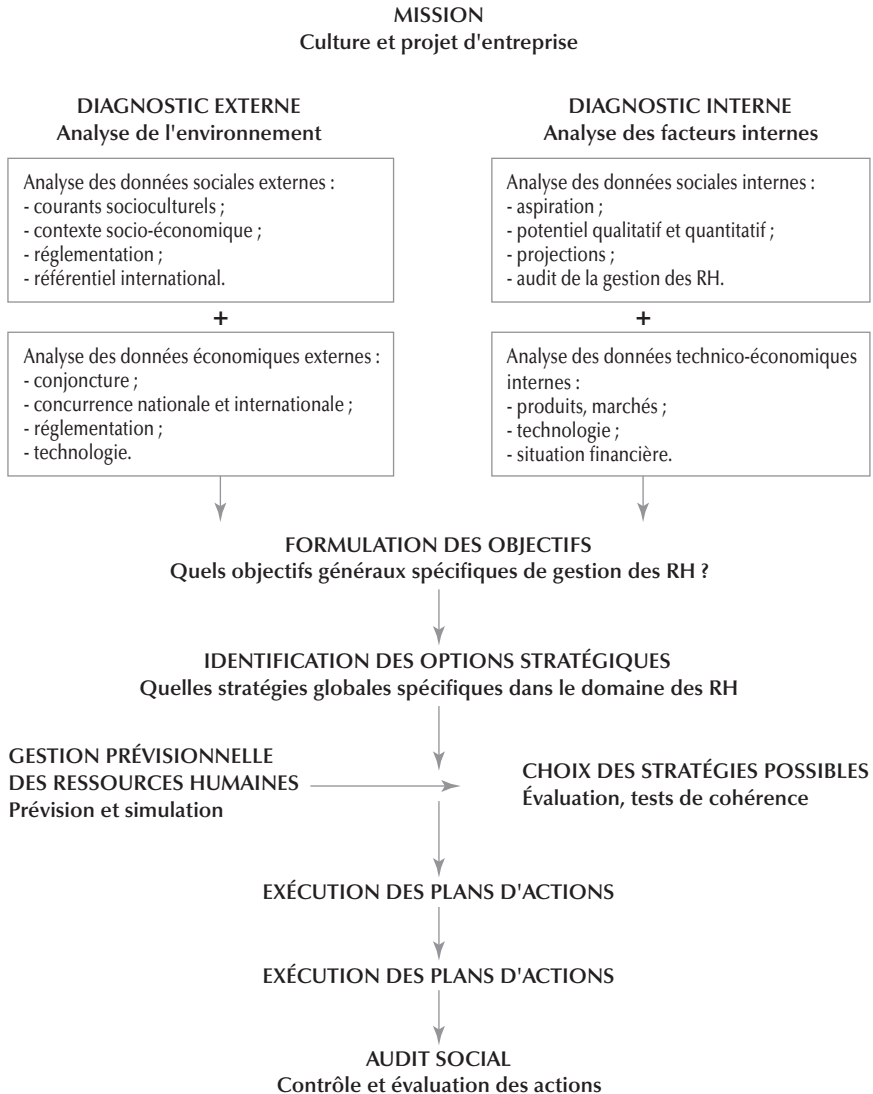 MISSION
Culture et projet d'entreprise
DIAGNOSTIC EXTERNE
Analyse de l'environnement
Analyse des données sociales externes :
- courants socioculturels ;
- contexte socio-économique ;
- réglementation ;
- référentiel international.
+
Analyse des données économiques externes :
- conjoncture ;
- concurrence nationale et internationale ;
- réglementation ;
- technologie.
DIAGNOSTIC INTERNE
Analyse des facteurs internes
Analyse des données sociales internes :
- aspiration ;
- potentiel qualitatif et quantitatif ;
- projections ;
- audit de la gestion des RH.
+
Analyse des données technico-économiques
internes :
- produits, marchés ;
- technologie ;
- situation financière.
FORMULATION DES OBJECTIFS
Quels objectifs généraux spécifiques de gestion des RH ?
IDENTIFICATION DES OPTIONS STRATÉGIQUES
Quelles stratégies globales spécifiques dans le domaine des RH
GESTION PRÉVISIONNELLE
DES RESSOURCES HUMAINES
Prévision et simulation
CHOIX DES STRATÉGIES POSSIBLES
Évaluation, tests de cohérence
EXÉCUTION DES PLANS D'ACTIONS
EXÉCUTION DES PLANS D'ACTIONS
AUDIT SOCIAL
Contrôle et évaluation des actions